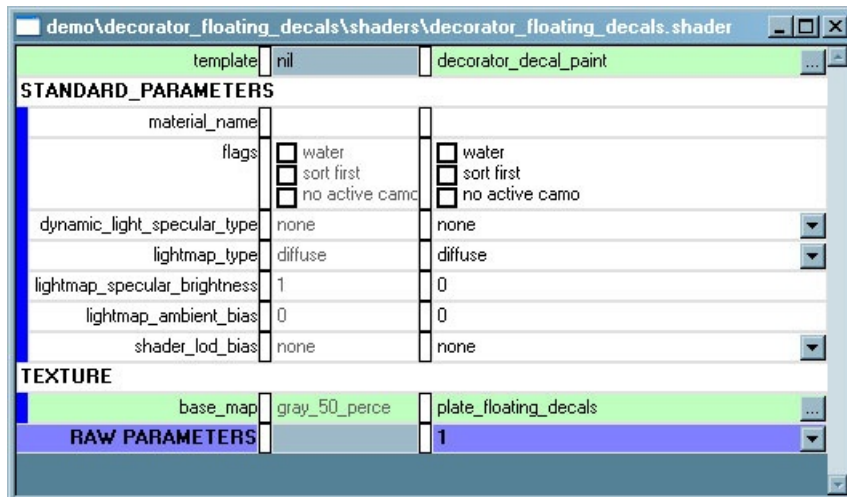 demo\decorator_floating_decals\shaders\decorator_floating_decals.shader
template nil decorator_decal_paint ...
STANDARD_PARAMETERS
material_name
flags water water
sort first sort first
no active camo no active camo
dynamic_light_specular_type none none
lightmap_type diffuse diffuse
lightmap_specular_brightness 1 0
lightmap_ambient_bias 0 0
shader_lod_bias none none
TEXTURE
base_map gray_50_perce plate_floating_decals ...
RAW PARAMETERS 1